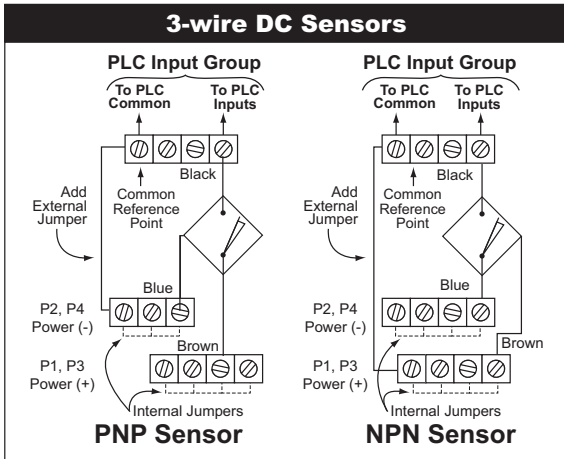 3-wire DC Sensors
PLC Input Group
To PLC
Common
To PLC
Inputs
Black
Add
External
Jumper
Common
Reference
Point
Blue
P2, P4
Power (-)
Brown
P1, P3
Power (+)
Internal Jumpers
PNP Sensor
PLC Input Group
To PLC
Common
To PLC
Inputs
Black
Add
External
Jumper
Common
Reference
Point
Blue
P2, P4
Power (-)
Brown
P1, P3
Power (+)
Internal Jumpers
NPN Sensor